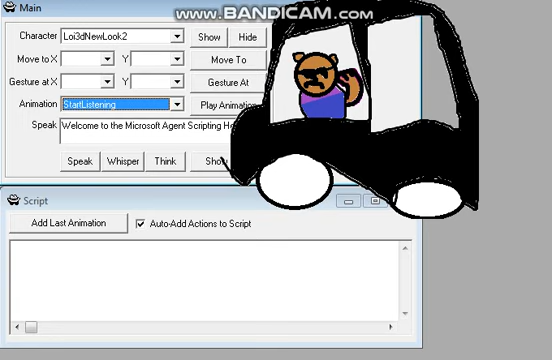 www.BANDICAM.com
Main
Character Loi3dNewLook2 Show Hide
Move to X Y Move To
Gesture at X Y Gesture At
Animation StartListening Play Animation
Speak Welcome to the Microsoft Agent Scripting
Speak Whisper Think
Script
Add Last Animation Auto-Add Actions to Script